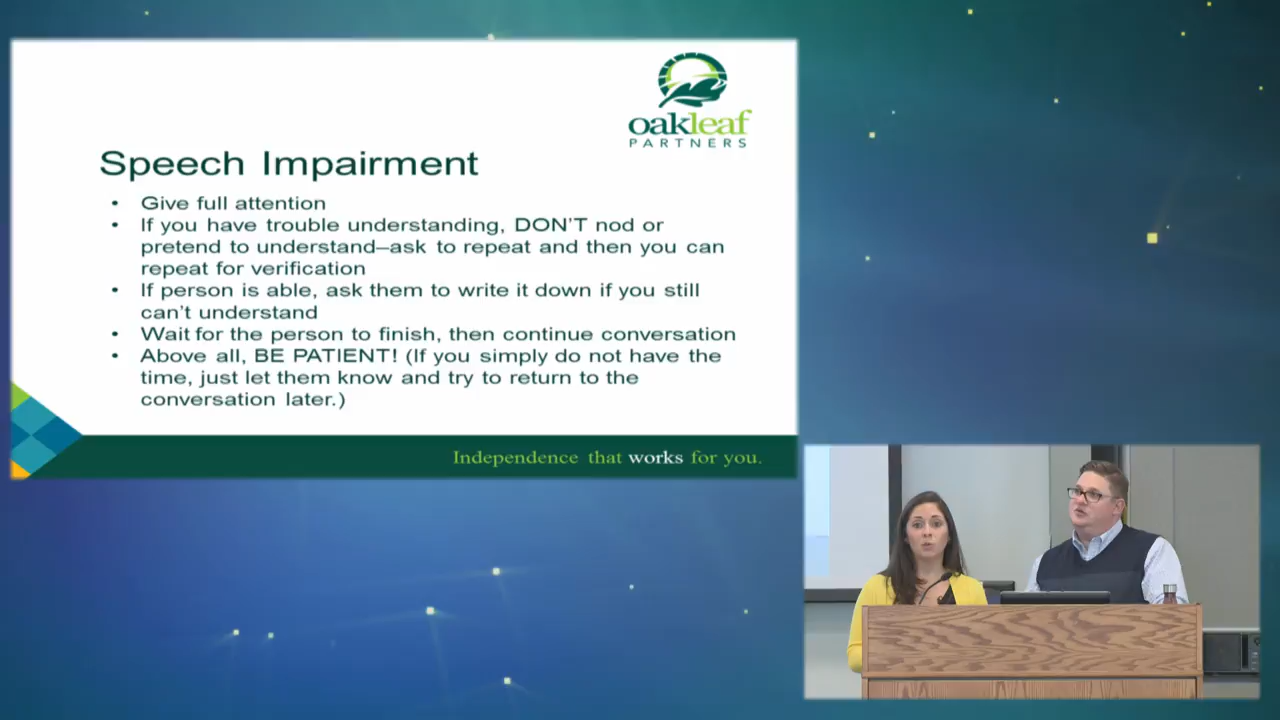 oakleaf
PARTNERS
Speech Impairment
• Give full attention
• If you have trouble understanding, DON'T nod or
pretend to understand—ask to repeat and then you can
repeat for verification
• If person is able, ask them to write it down if you still
can't understand
• Wait for the person to finish, then continue conversation
• Above all, BE PATIENT! (If you simply do not have the
time, just let them know and try to return to the
conversation later.)
Independence that works for you.